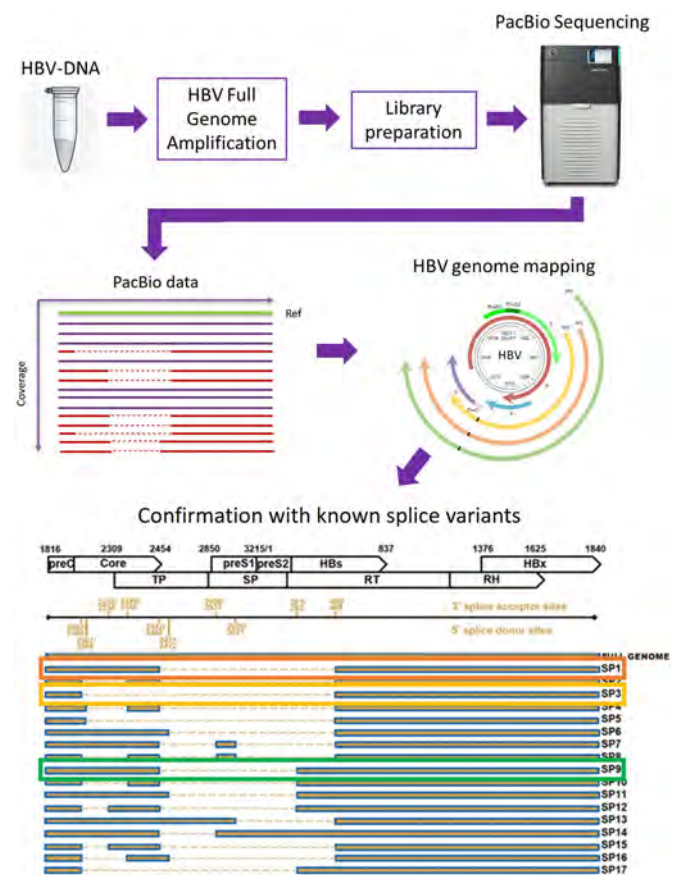 PacBio Sequencing
HBV-DNA
HBV Full
Genome
Amplification
Library
preparation
PacBio data
HBV genome mapping
Ref
Coverage
HBV
Confirmation with known splice variants
1816 2309 2454 2850 3215/1 837 1376 1625 1840
preC Core preS1 preS2 HBs HBx
TP SP RT RH
3' splice acceptor sites
5' splice donor sites
FULL GENOME
SP1
SP2
SP3
SP4
SP5
SP6
SP7
SP8
SP9
SP10
SP11
SP12
SP13
SP14
SP15
SP16
SP17